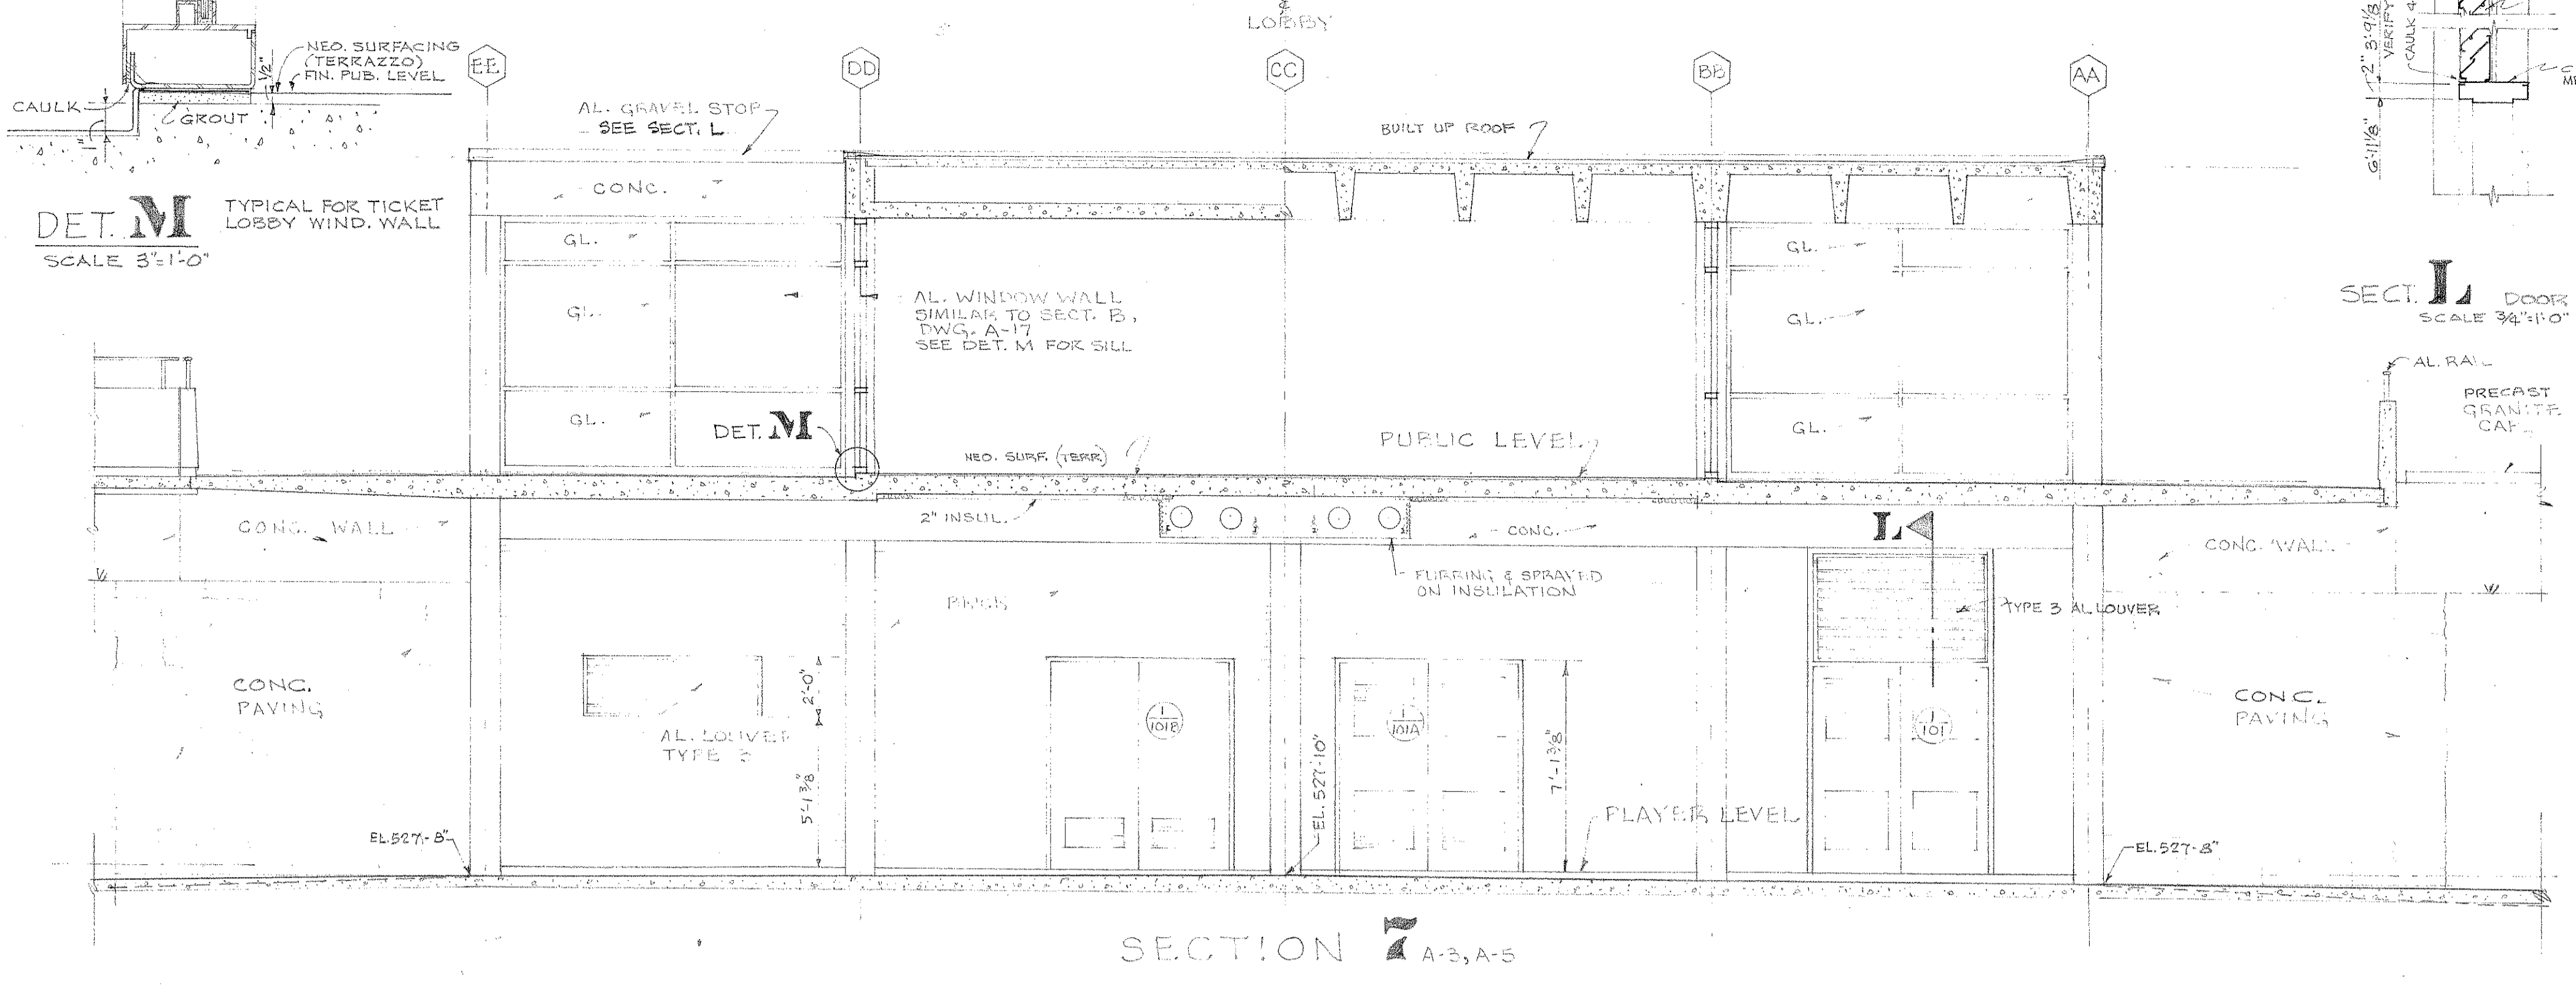 NEO. SURFACING
(TERRAZZO)
FIN. PUB. LEVEL
1/2"
CAULK
GROUT
DET. M
TYPICAL FOR TICKET
LOBBY WIND. WALL
SCALE 3"=1'-0"
LOBBY
EE
DD
CC
BB
AA
AL. GRAVEL STOP
SEE SECT. L
BUILT UP ROOF
CONC.
GL.
GL.
GL.
AL. WINDOW WALL
SIMILAR TO SECT. B,
DWG. A-17
SEE DET. M FOR SILL
DET. M
NEO. SURF. (TERR.)
PUBLIC LEVEL
GL.
GL.
GL.
3'-9 1/8
VERIFY
CAULK
2"
6'-11 1/8"
SECT. L DOOR
SCALE 3/4"=1'-0"
AL. RAIL
PRECAST
GRANITE
CONC. WALL
2" INSUL.
CONC.
L
CONC. WALL
FURRING & SPRAYED
ON INSULATION
BRICK
TYPE 3 AL. LOUVER
CONC.
PAVING
2'-0"
AL. LOUVER
TYPE 3
5'-1 3/8
1
101B
1
101A
7'-1 3/8"
1
101
CONC.
PAVING
EL. 527'-10"
PLAYER LEVEL
EL. 527'-8"
EL. 527'-8"
SECTION 7 A-3, A-5